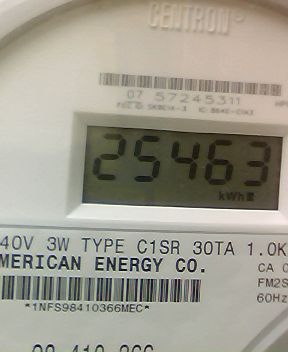 CENTRON®
07 57245311
25463
kWh
40V 3W TYPE C1SR 30TA 1.0K
MERICAN ENERGY CO.
CA 0
FM2S
60Hz
*1NFS98410366MEC*